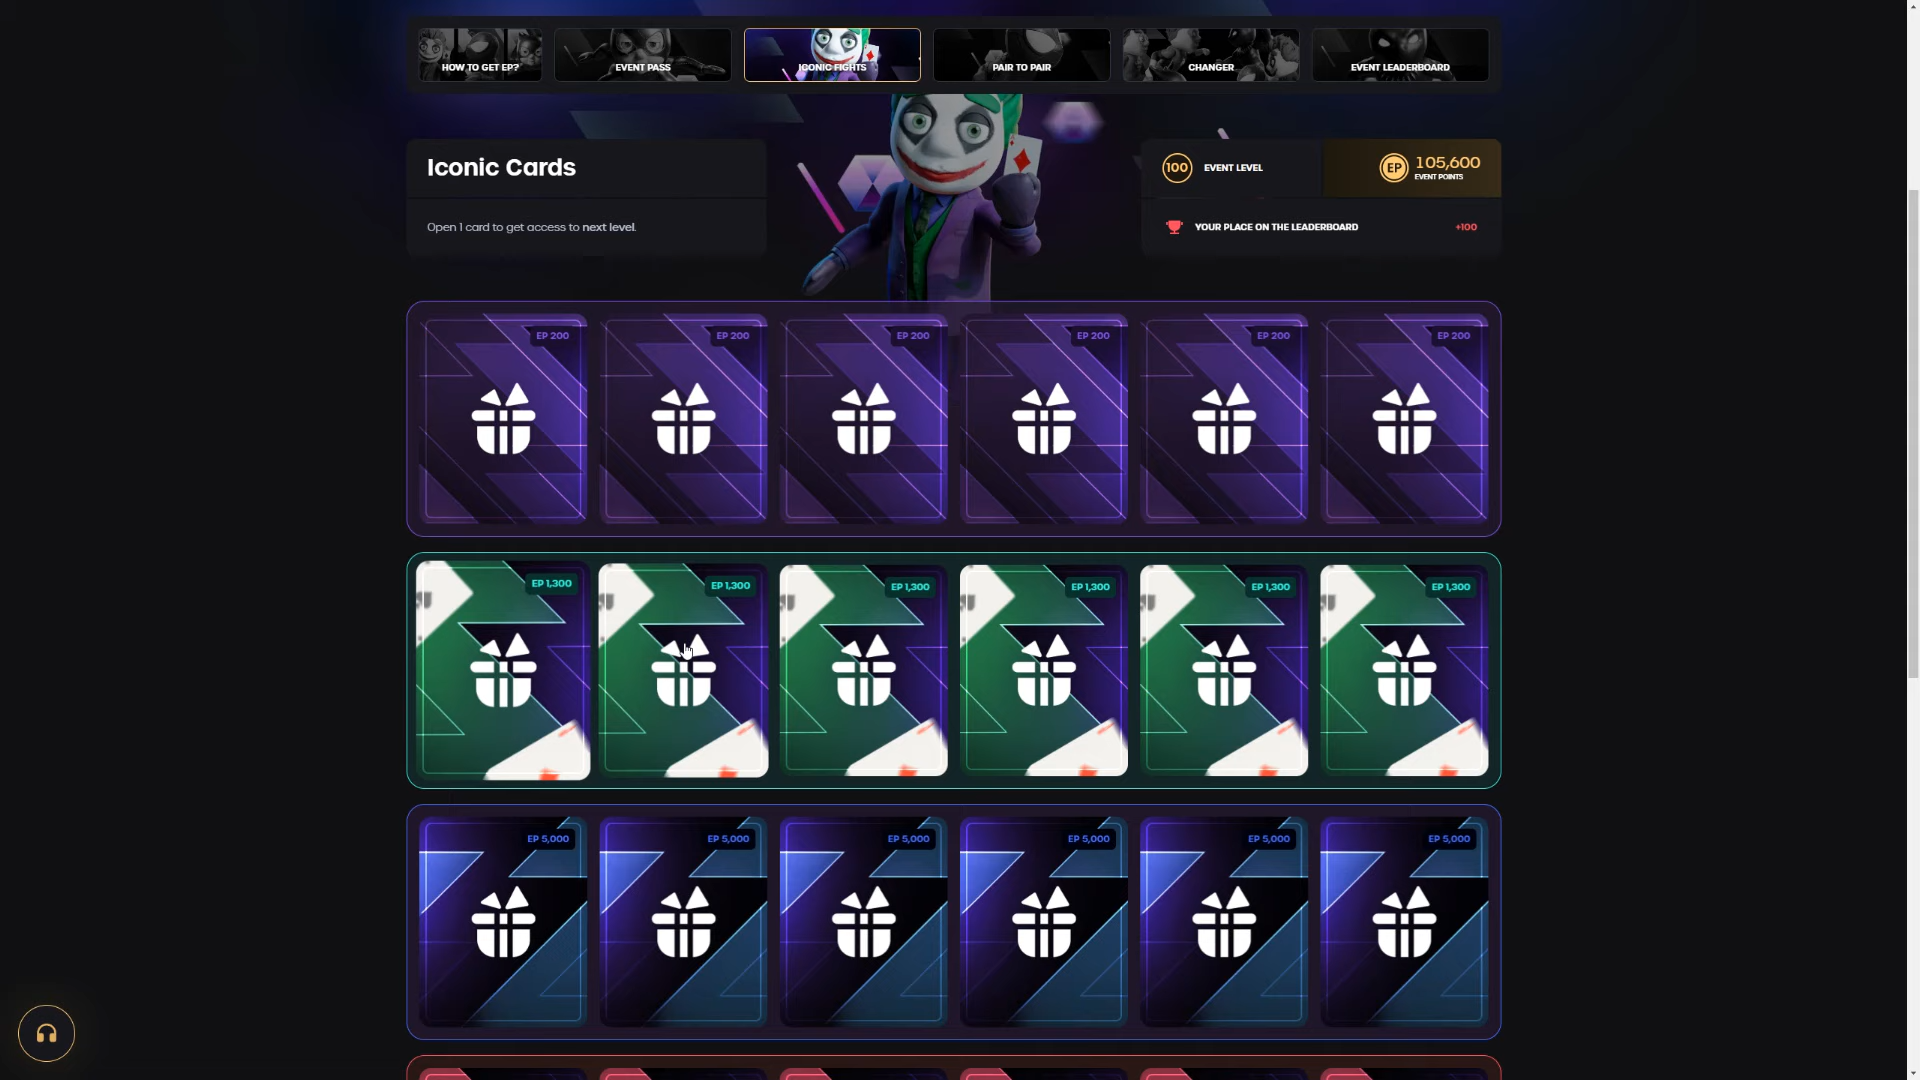 HOW TO GET EP?
EVENT PASS
ICONIC FIGHTS
PAIR TO PAIR
CHANGER
EVENT LEADERBOARD
Iconic Cards
Open 1 card to get access to next level.
100
EVENT LEVEL
EP
105,600
EVENT POINTS
YOUR PLACE ON THE LEADERBOARD
+100
EP 200
EP 200
EP 200
EP 200
EP 200
EP 200
EP 1,300
EP 1,300
EP 1,300
EP 1,300
EP 1,300
EP 1,300
EP 5,000
EP 5,000
EP 5,000
EP 5,000
EP 5,000
EP 5,000